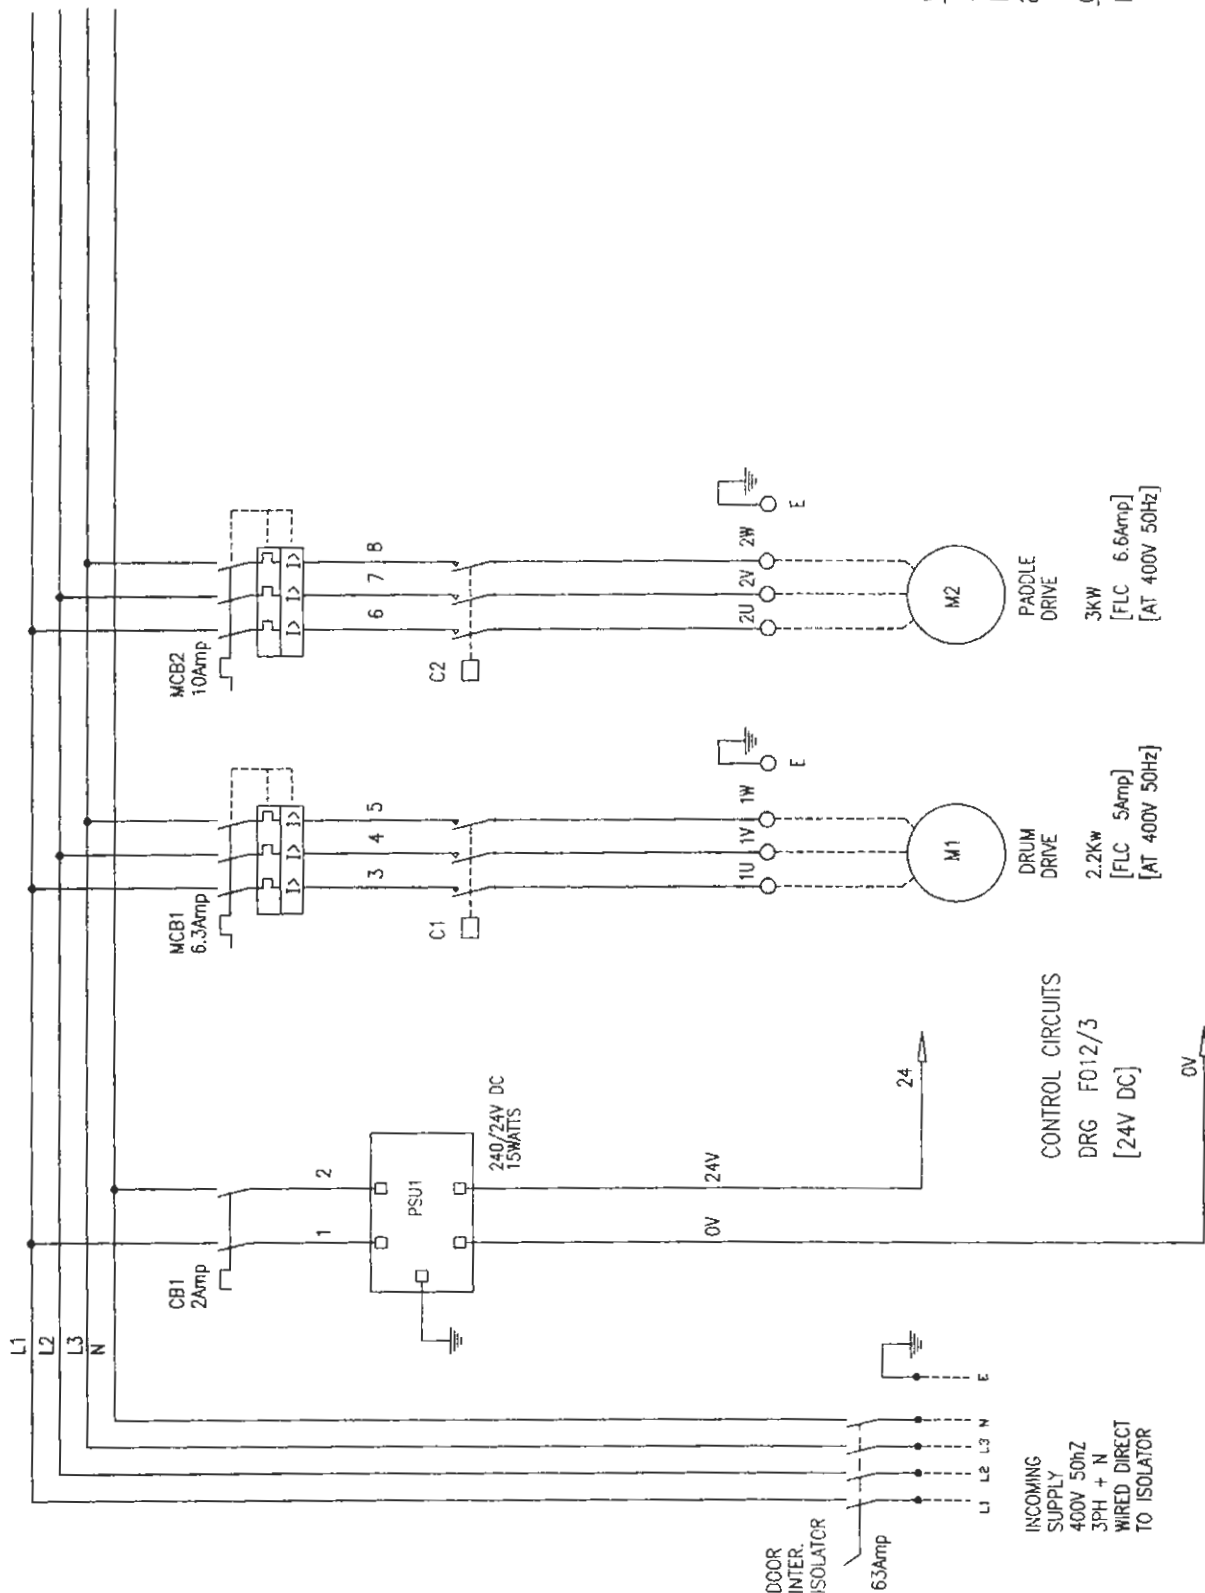 L1
L2
L3
N
CB1
2Amp
1
2
PSU1
240/24V DC
15WATTS
0V
24V
24
0V
CONTROL CIRCUITS
DRG F012/3
[24V DC]
MCB1
6.3Amp
I> I> I>
3 4 5
C1
1U 1V 1W
E
M1
DRUM
DRIVE
2.2Kw
[FLC 5Amp]
[AT 400V 50Hz]
MCB2
10Amp
I> I> I>
6 7 8
C2
2U 2V 2W
E
M2
PADDLE
DRIVE
3KW
[FLC 6.6Amp]
[AT 400V 50Hz]
DOOR
INTER.
ISOLATOR
63Amp
L1 L2 L3 N E
INCOMING
SUPPLY
400V 50hZ
3PH + N
WIRED DIRECT
TO ISOLATOR